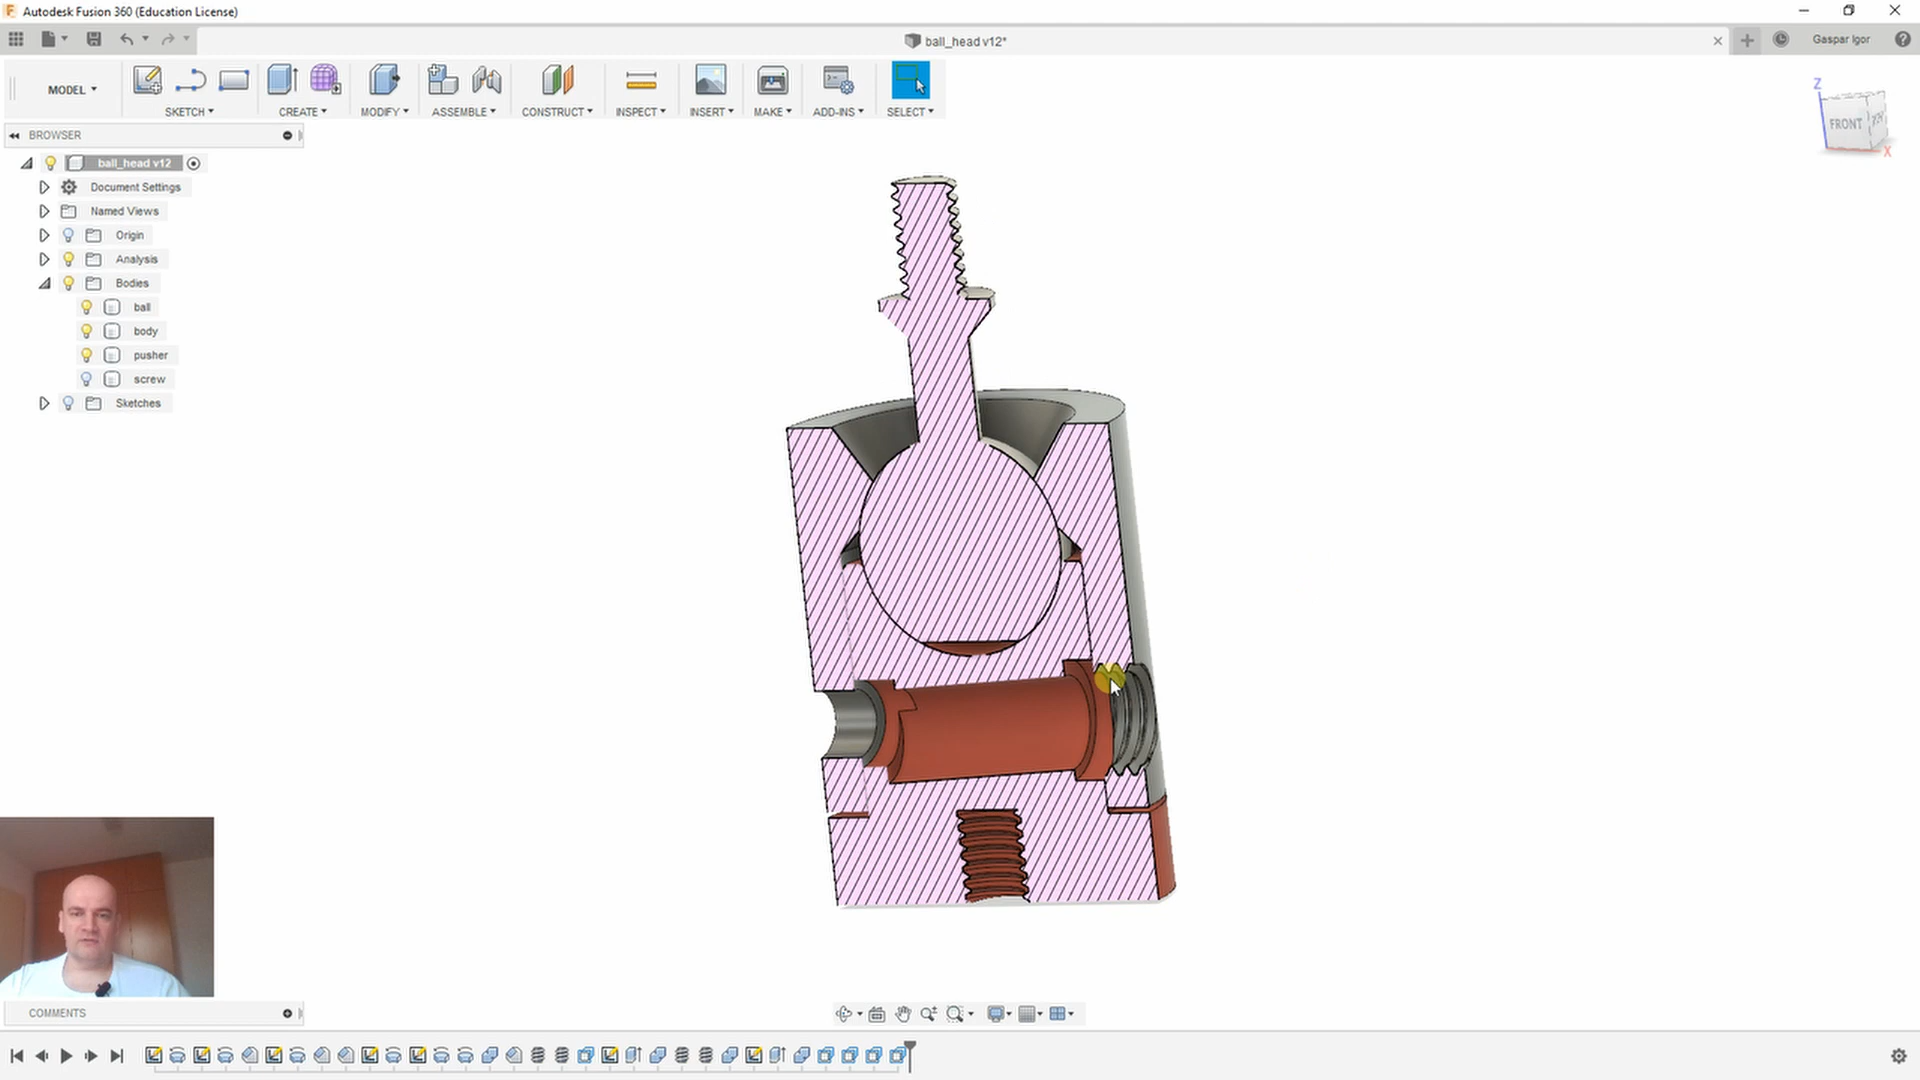 Autodesk Fusion 360 (Education License)
ball_head v12*
Gaspar Igor
MODEL
SKETCH
CREATE
MODIFY
ASSEMBLE
CONSTRUCT
INSPECT
INSERT
MAKE
ADD-INS
SELECT
Z
FRONT
X
BROWSER
ball_head v12
Document Settings
Named Views
Origin
Analysis
Bodies
ball
body
pusher
screw
Sketches
COMMENTS